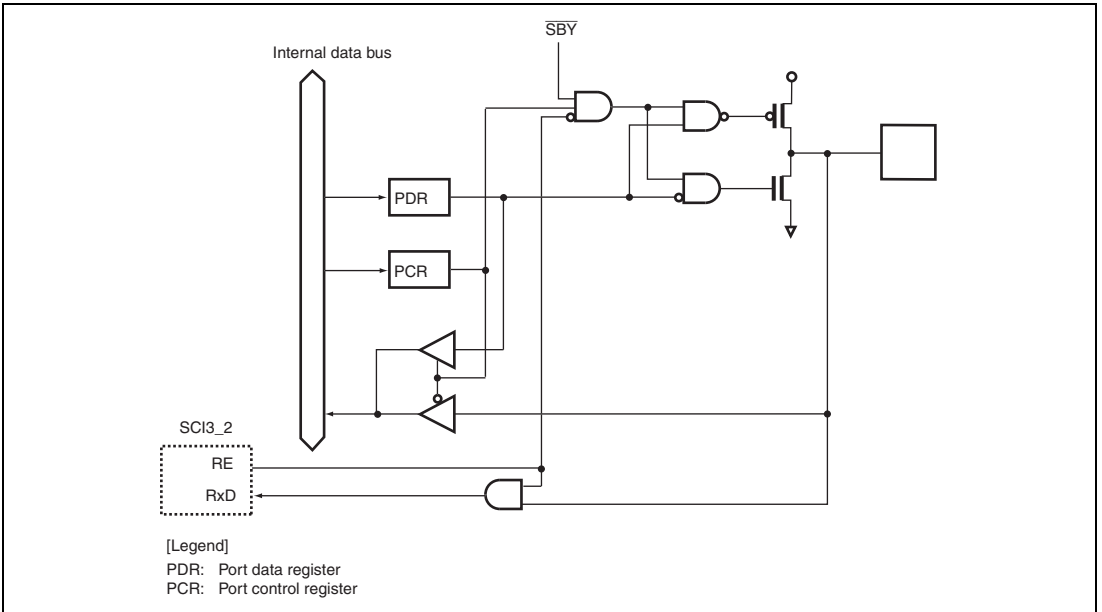 SBY
Internal data bus
PDR
PCR
SCI3_2
RE
RxD
[Legend]
PDR: Port data register
PCR: Port control register